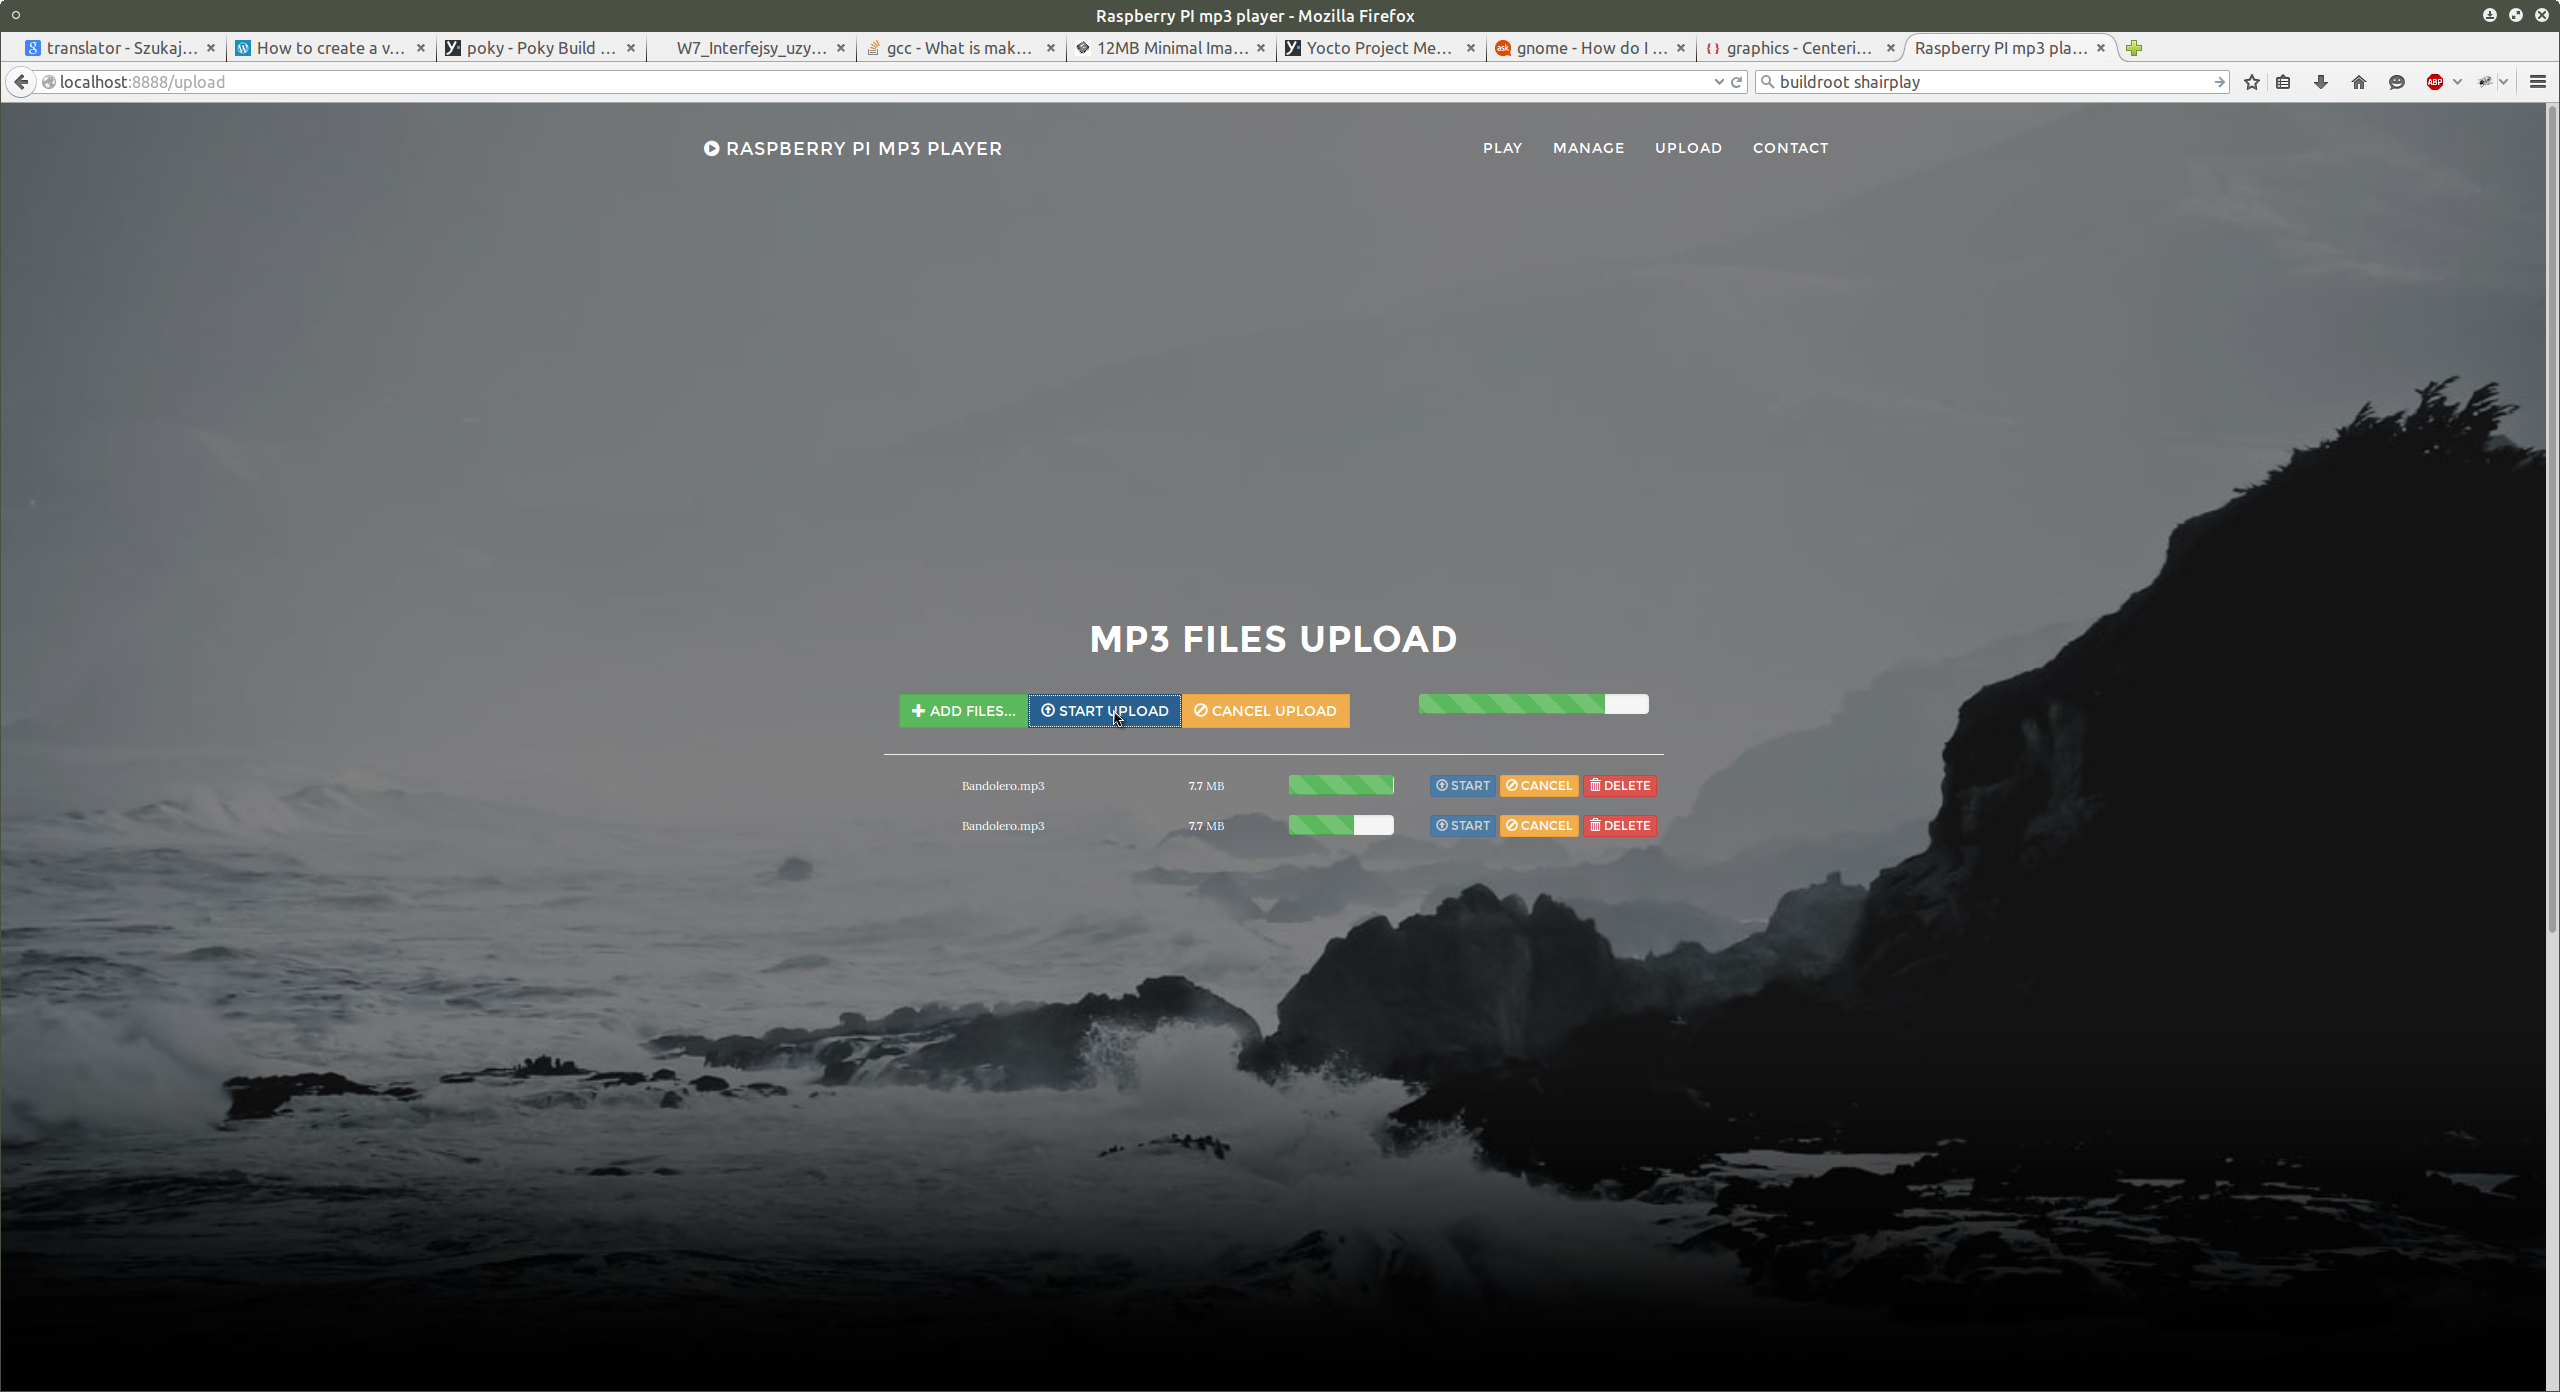 Raspberry PI mp3 player - Mozilla Firefox
translator - Szukaj...
How to create a v...
poky - Poky Build ...
W7_Interfejsy_uzy...
gcc - What is mak...
12MB Minimal Ima...
Yocto Project Me...
gnome - How do I ...
graphics - Centeri...
Raspberry PI mp3 pla...
localhost:8888/upload
buildroot shairplay
ABP
RASPBERRY PI MP3 PLAYER
PLAY MANAGE UPLOAD CONTACT
MP3 FILES UPLOAD
ADD FILES... START UPLOAD CANCEL UPLOAD
Bandolero.mp3 7.7 MB START CANCEL DELETE
Bandolero.mp3 7.7 MB START CANCEL DELETE